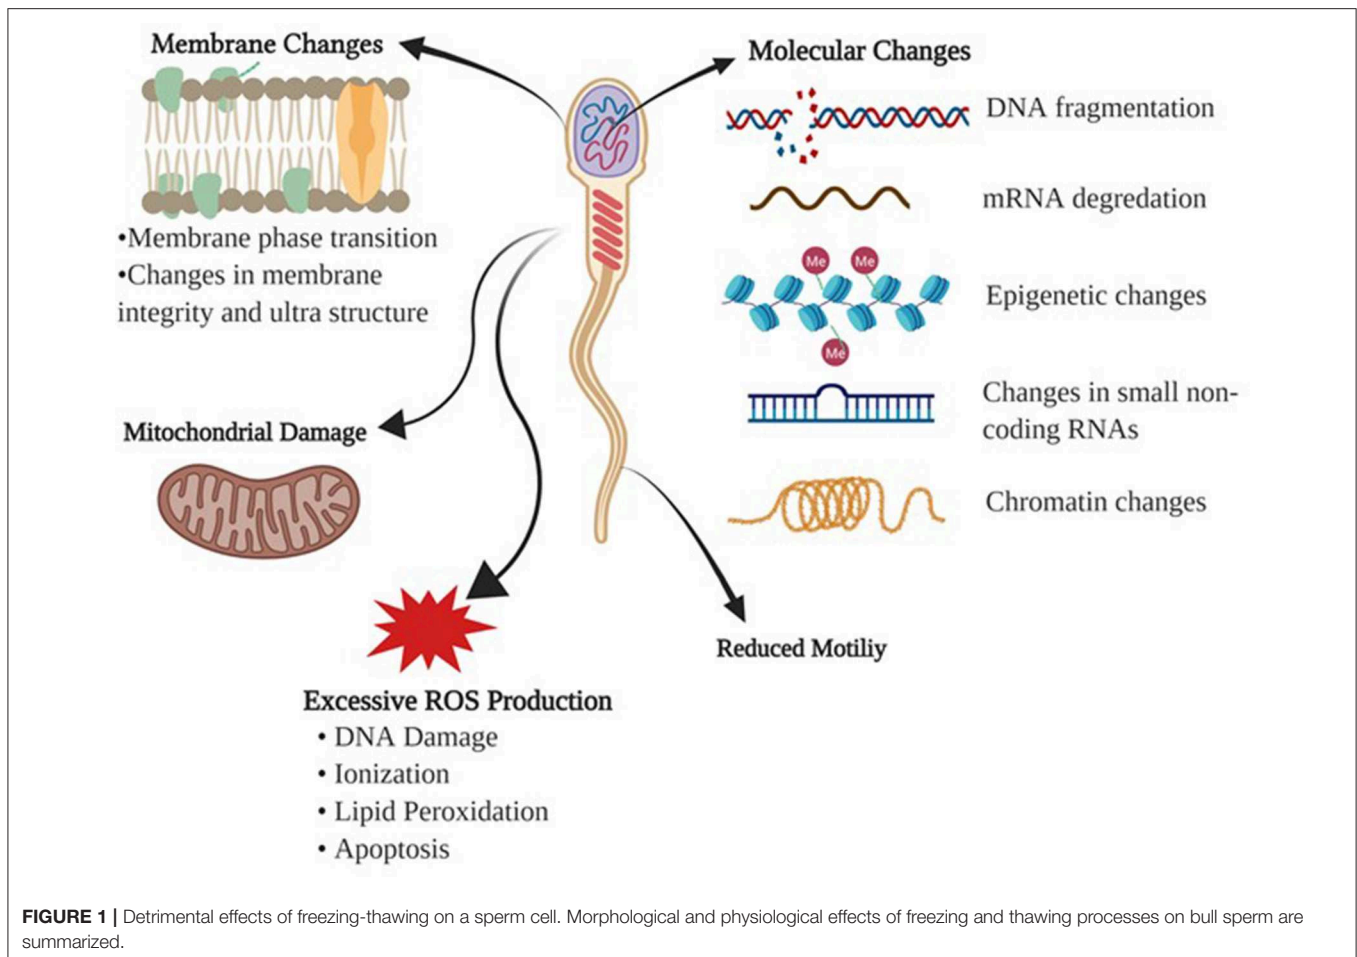 Membrane Changes
•Membrane phase transition
•Changes in membrane
integrity and ultra structure
Mitochondrial Damage
Excessive ROS Production
• DNA Damage
• Ionization
• Lipid Peroxidation
• Apoptosis
Molecular Changes
DNA fragmentation
mRNA degredation
Me
Me
Me
Epigenetic changes
Changes in small non-
coding RNAs
Chromatin changes
Reduced Motiliy
FIGURE 1 | Detrimental effects of freezing-thawing on a sperm cell. Morphological and physiological effects of freezing and thawing processes on bull sperm are
summarized.